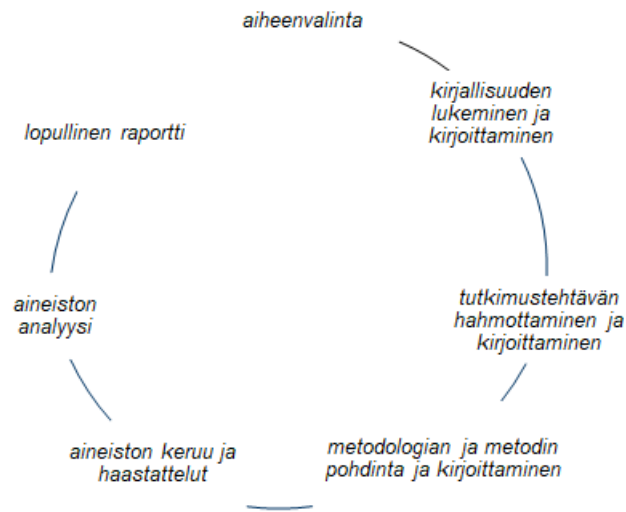 aiheenvalinta
kirjallisuuden
lukeminen ja
kirjoittaminen
tutkimustehtävän
hahmottaminen ja
kirjoittaminen
metodologian ja metodin
pohdinta ja kirjoittaminen
aineiston keruu ja
haastattelut
aineiston
analyysi
lopullinen raportti